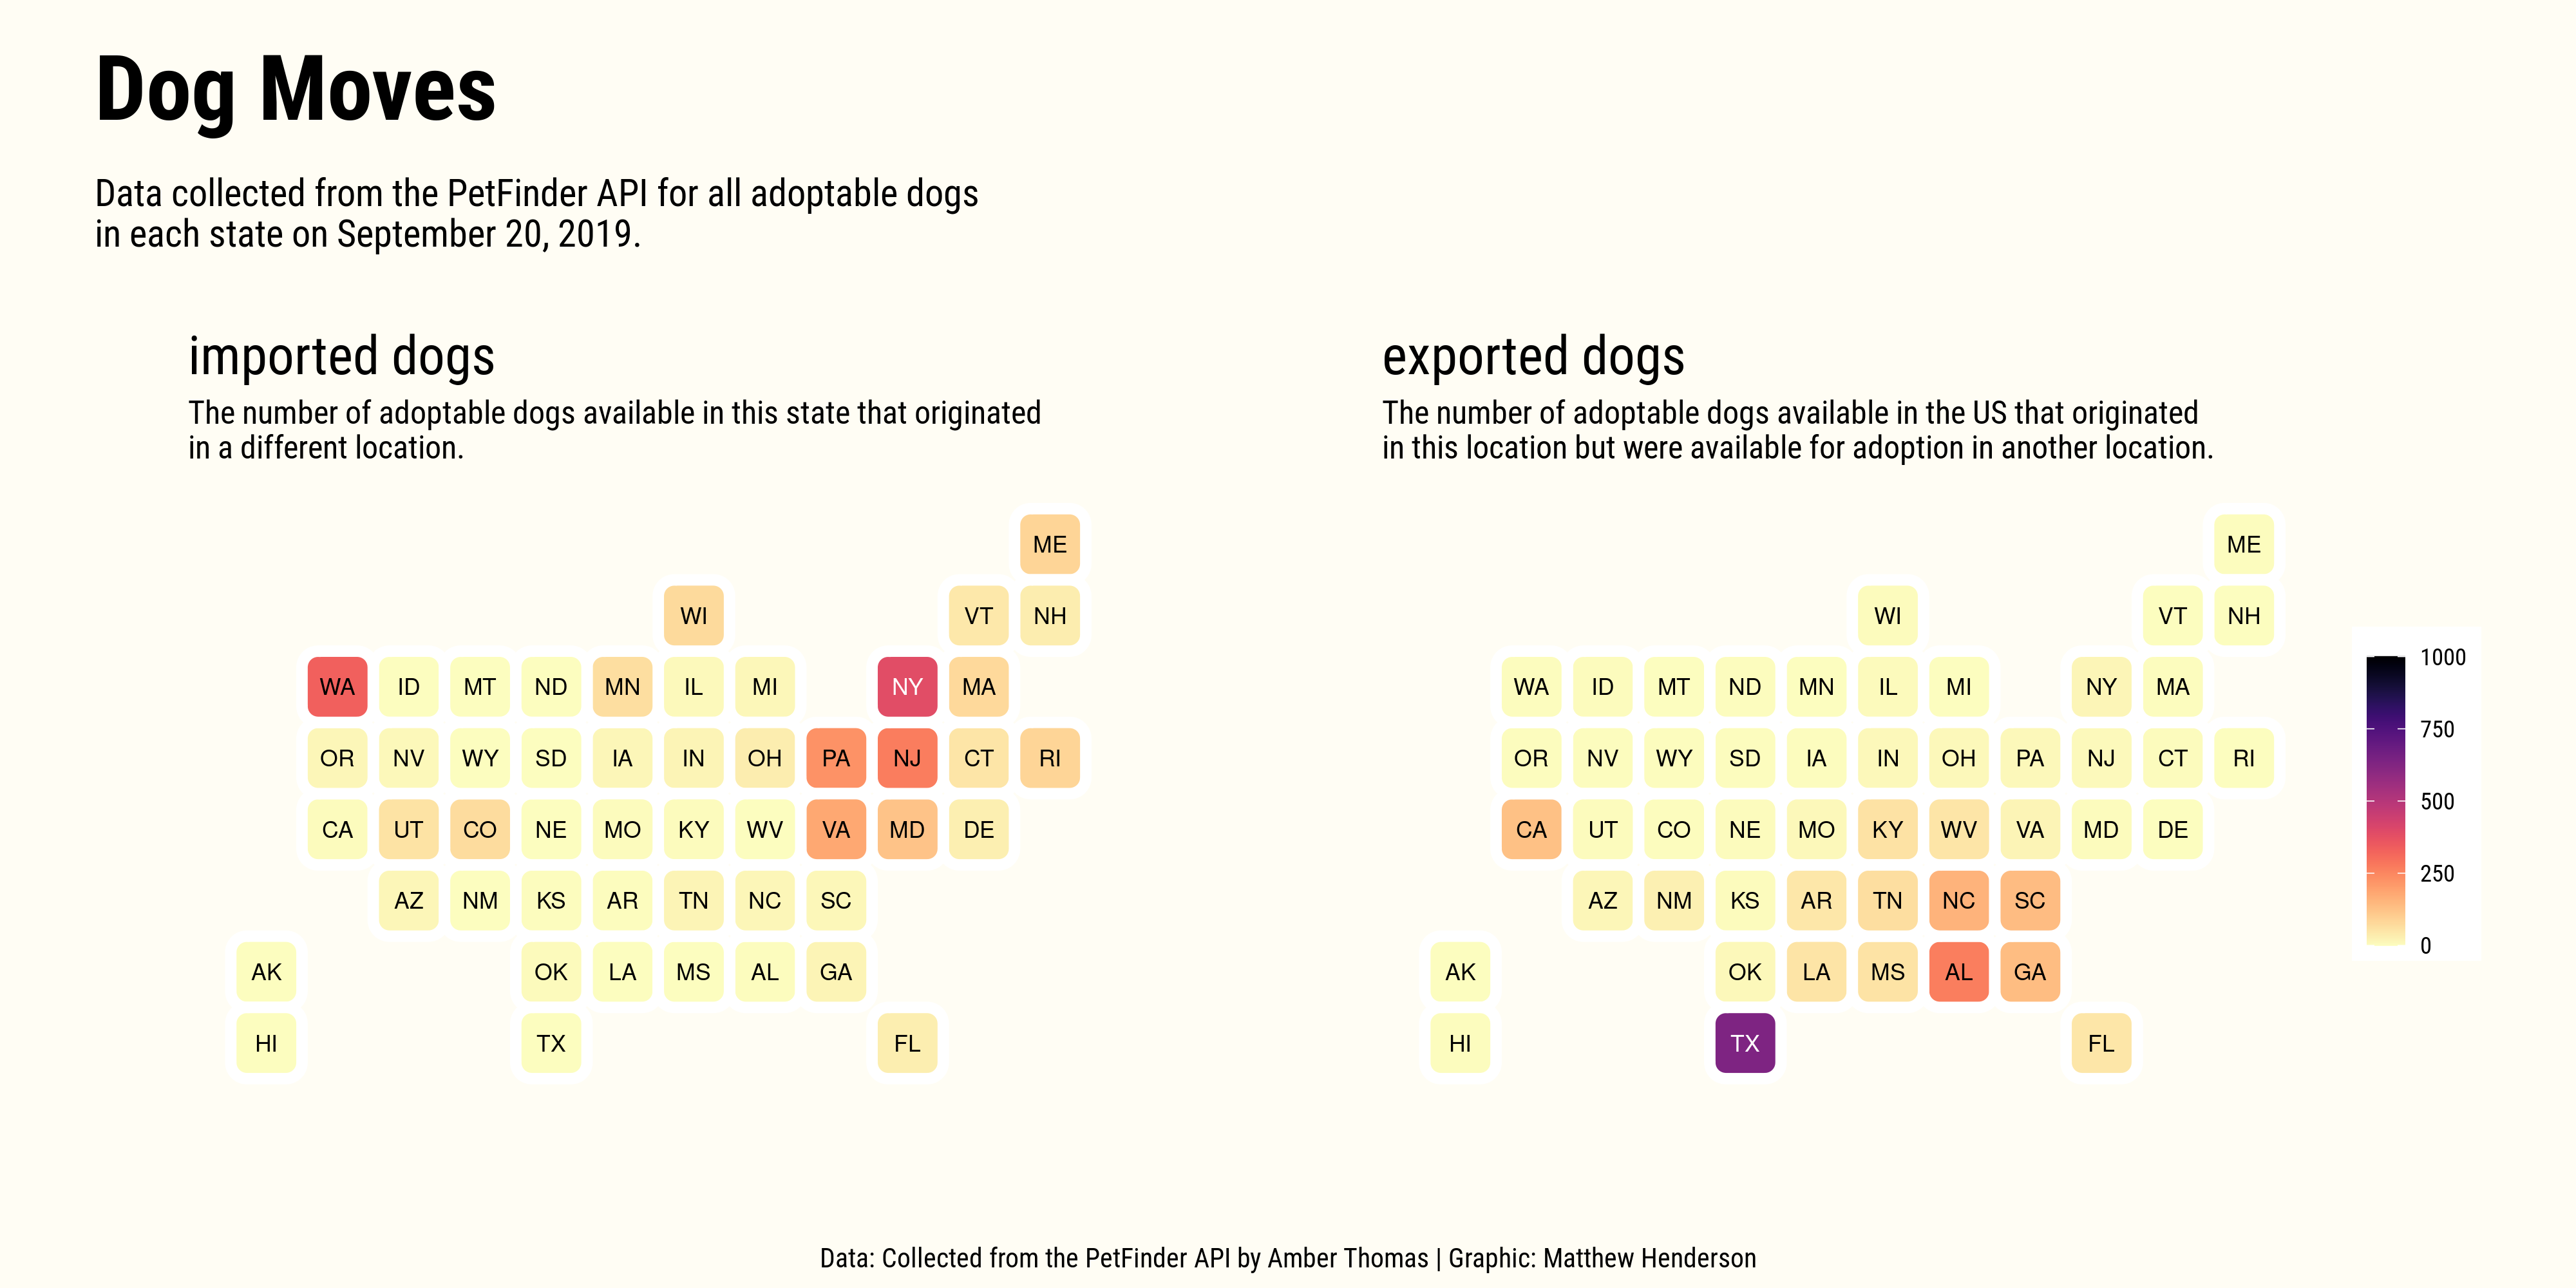 Dog Moves
Data collected from the PetFinder API for all adoptable dogs
in each state on September 20, 2019.
imported dogs
The number of adoptable dogs available in this state that originated
in a different location.
ME
WI VT NH
WA ID MT ND MN IL MI NY MA
OR NV WY SD IA IN OH PA NJ CT RI
CA UT CO NE MO KY WV VA MD DE
AZ NM KS AR TN NC SC
AK OK LA MS AL GA
HI TX FL
exported dogs
The number of adoptable dogs available in the US that originated
in this location but were available for adoption in another location.
ME
WI VT NH
WA ID MT ND MN IL MI NY MA
OR NV WY SD IA IN OH PA NJ CT RI
CA UT CO NE MO KY WV VA MD DE
AZ NM KS AR TN NC SC
AK OK LA MS AL GA
HI TX FL
1000
750
500
250
0
Data: Collected from the PetFinder API by Amber Thomas | Graphic: Matthew Henderson